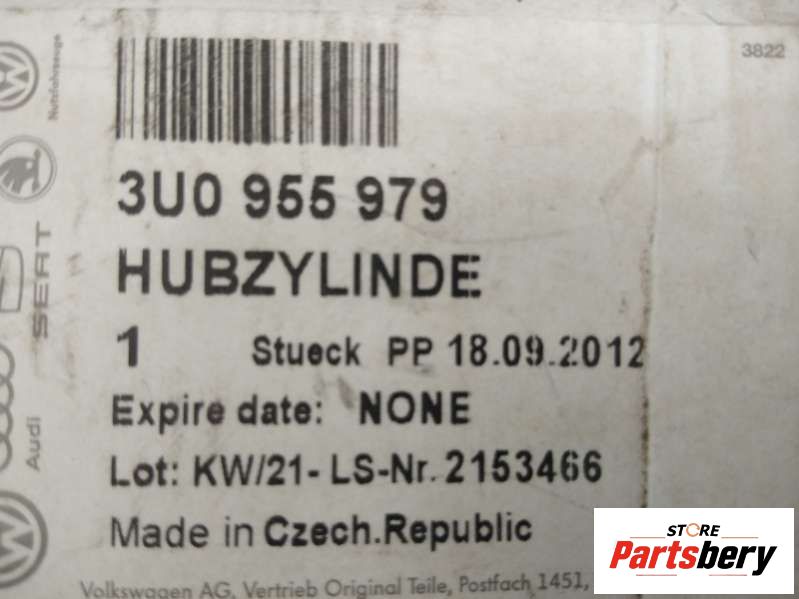 3822
Nutzfahrzeuge
SEAT
Audi
3U0 955 979
HUBZYLINDE
1 Stueck PP 18.09.2012
Expire date: NONE
Lot: KW/21- LS-Nr. 2153466
Made in Czech.Republic
Volkswagen AG, Vertrieb Original Teile, Postfach 1451,
STORE
Partsbery